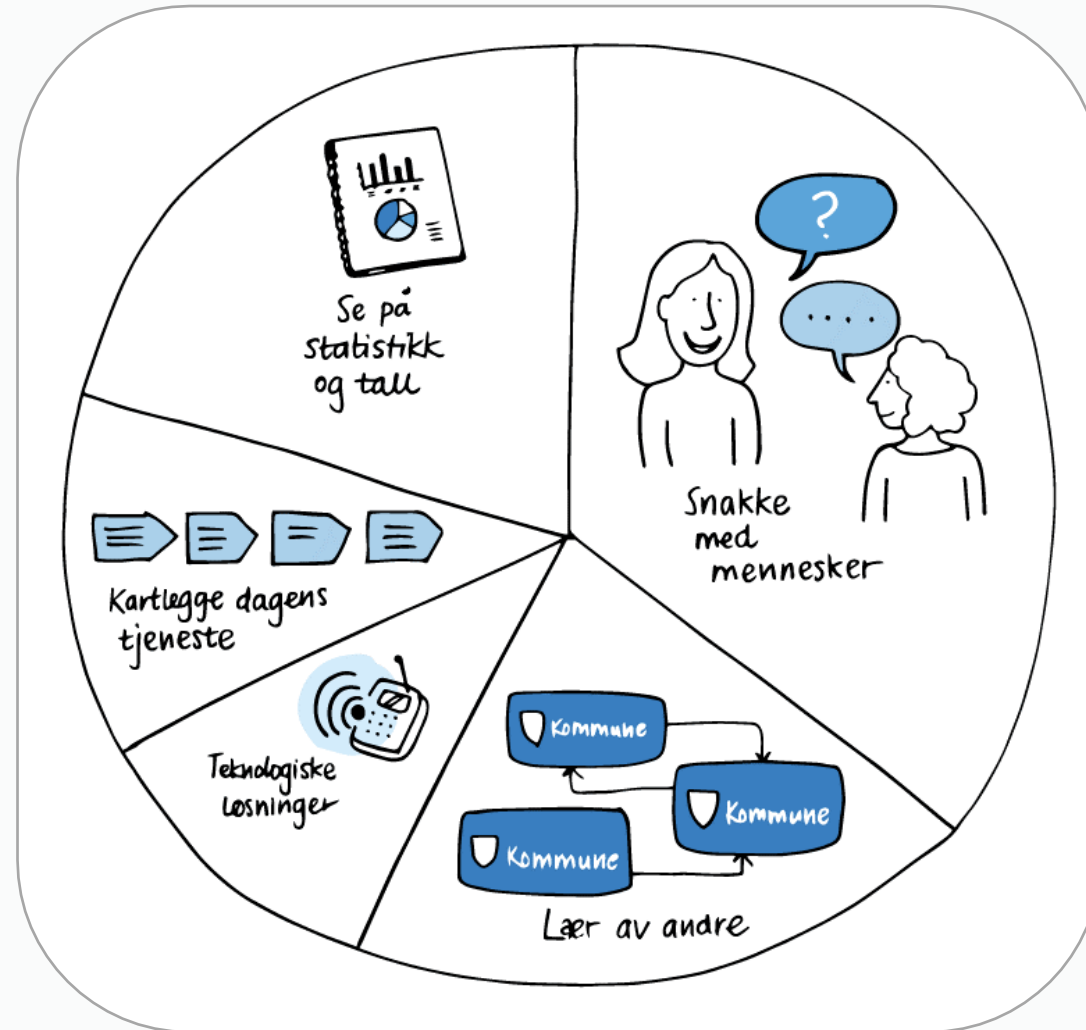 Se på
statistikk
og tall
?
....
Snakke
med
mennesker
Kartlegge dagens
tjeneste
Teknologiske
løsninger
Kommune
Kommune
Kommune
Lær av andre